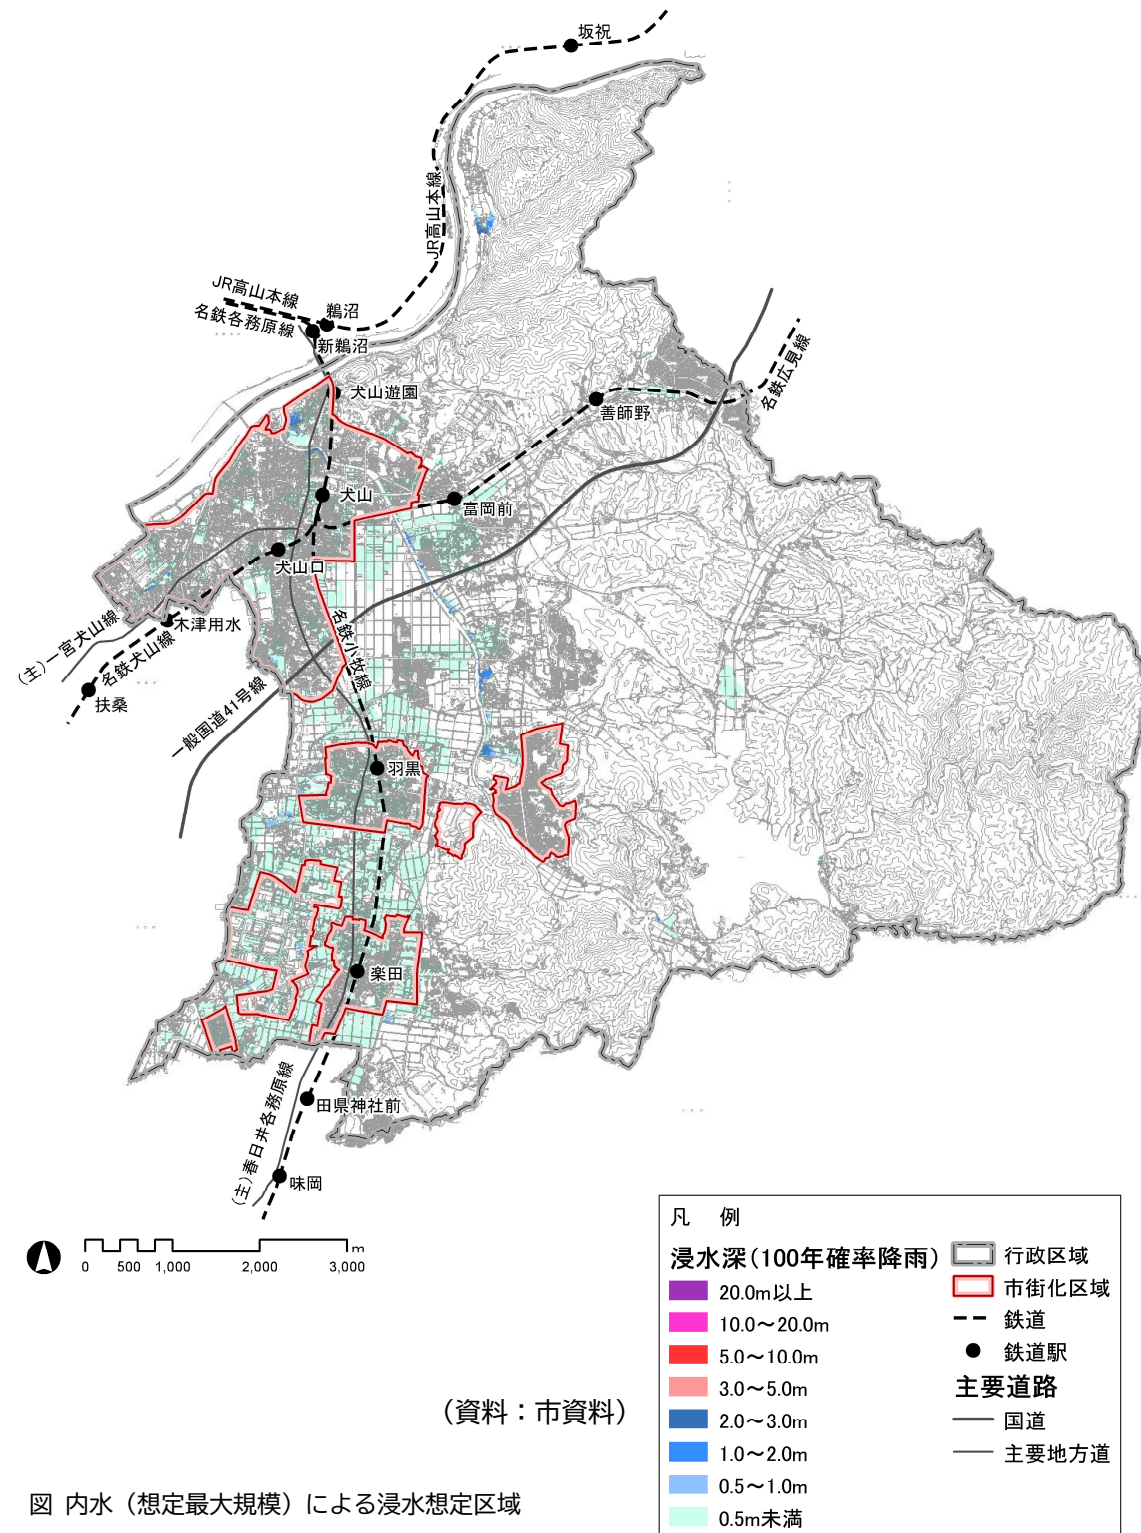 坂祝
JR高山本線
JR高山本線
名鉄各務原線
鵜沼
新鵜沼
犬山遊園
名鉄広見線
善師野
犬山
富岡前
犬山口
木津用水
(主)一宮犬山線
名鉄犬山線
扶桑
名鉄小牧線
一般国道41号線
羽黒
楽田
(主)春日井各務原線
田県神社前
味岡
0 500 1,000 2,000 3,000 m
凡 例
浸水深(100年確率降雨)
20.0m以上
10.0～20.0m
5.0～10.0m
3.0～5.0m
2.0～3.0m
1.0～2.0m
0.5～1.0m
0.5m未満
行政区域
市街化区域
鉄道
鉄道駅
主要道路
国道
主要地方道
（資料：市資料）
図 内水（想定最大規模）による浸水想定区域